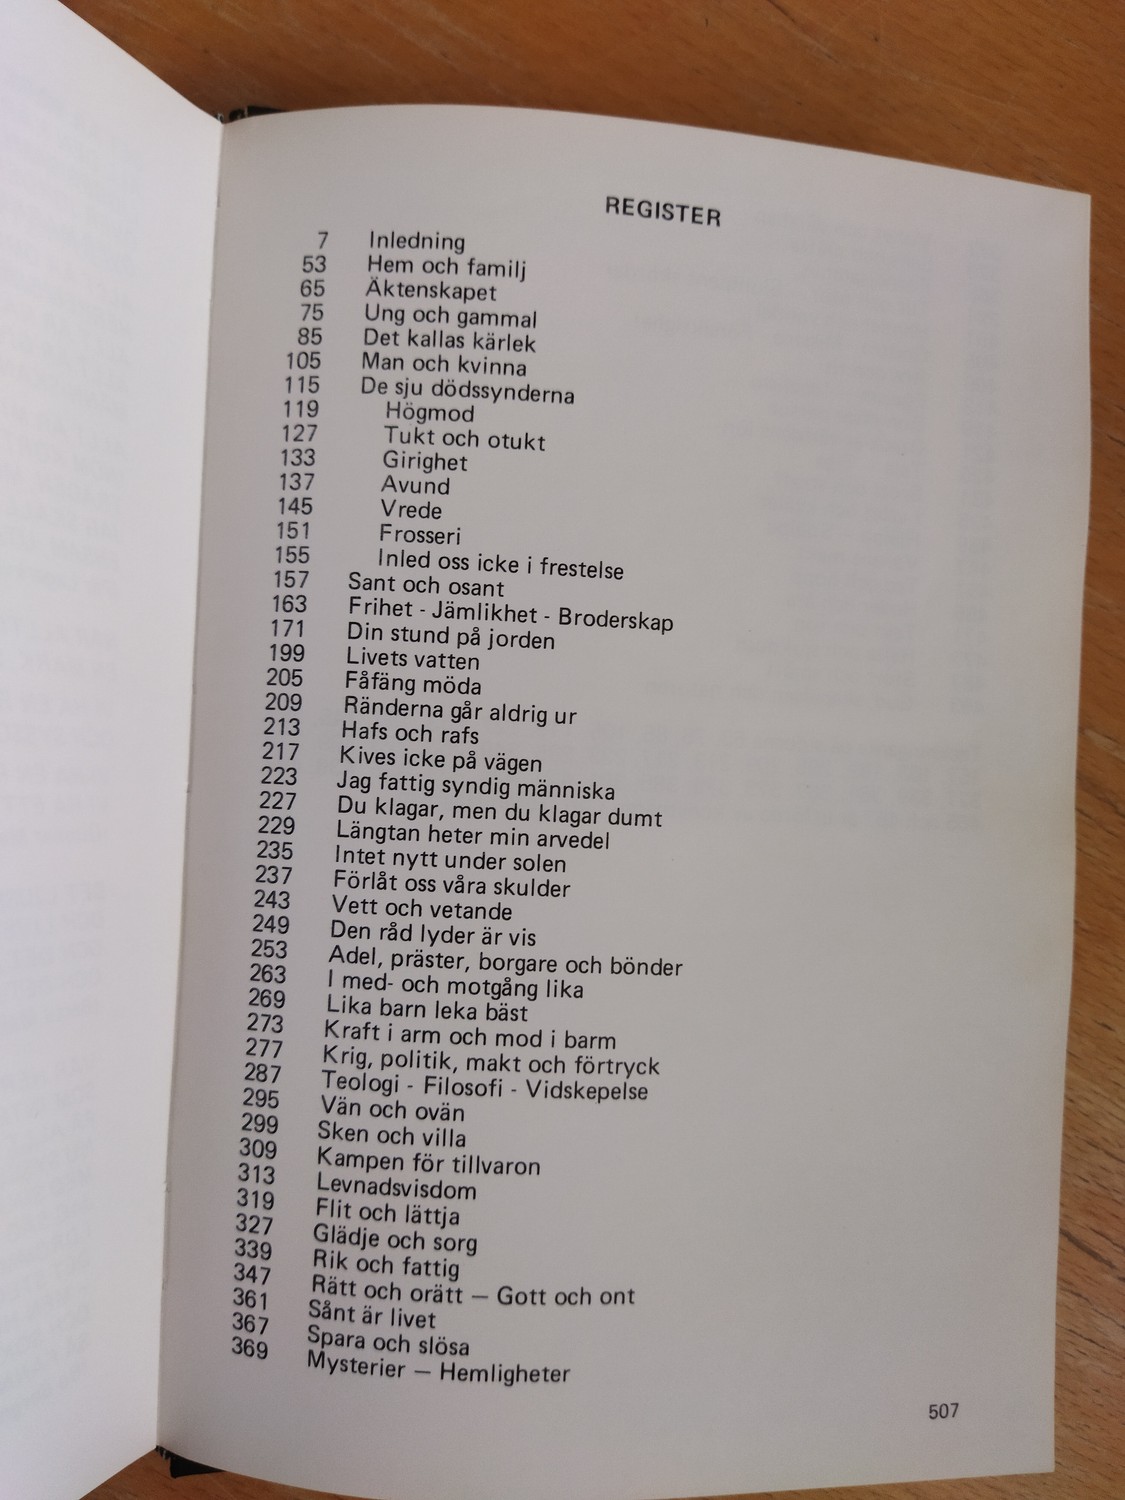 REGISTER
7 Inledning
53 Hem och familj
65 Äktenskapet
75 Ung och gammal
85 Det kallas kärlek
105 Man och kvinna
115 De sju dödssynderna
119 Högmod
127 Tukt och otukt
133 Girighet
137 Avund
145 Vrede
151 Frosseri
155 Inled oss icke i frestelse
157 Sant och osant
163 Frihet - Jämlikhet - Broderskap
171 Din stund på jorden
199 Livets vatten
205 Fåfäng möda
209 Ränderna går aldrig ur
213 Hafs och rafs
217 Kives icke på vägen
223 Jag fattig syndig människa
227 Du klagar, men du klagar dumt
229 Längtan heter min arvedel
235 Intet nytt under solen
237 Förlåt oss våra skulder
243 Vett och vetande
249 Den råd lyder är vis
253 Adel, präster, borgare och bönder
263 I med- och motgång lika
269 Lika barn leka bäst
273 Kraft i arm och mod i barm
277 Krig, politik, makt och förtryck
287 Teologi - Filosofi - Vidskepelse
295 Vän och ovän
299 Sken och villa
309 Kampen för tillvaron
313 Levnadsvisdom
319 Flit och lättja
327 Glädje och sorg
339 Rik och fattig
347 Rätt och orätt — Gott och ont
361 Sånt är livet
367 Spara och slösa
369 Mysterier — Hemligheter
507